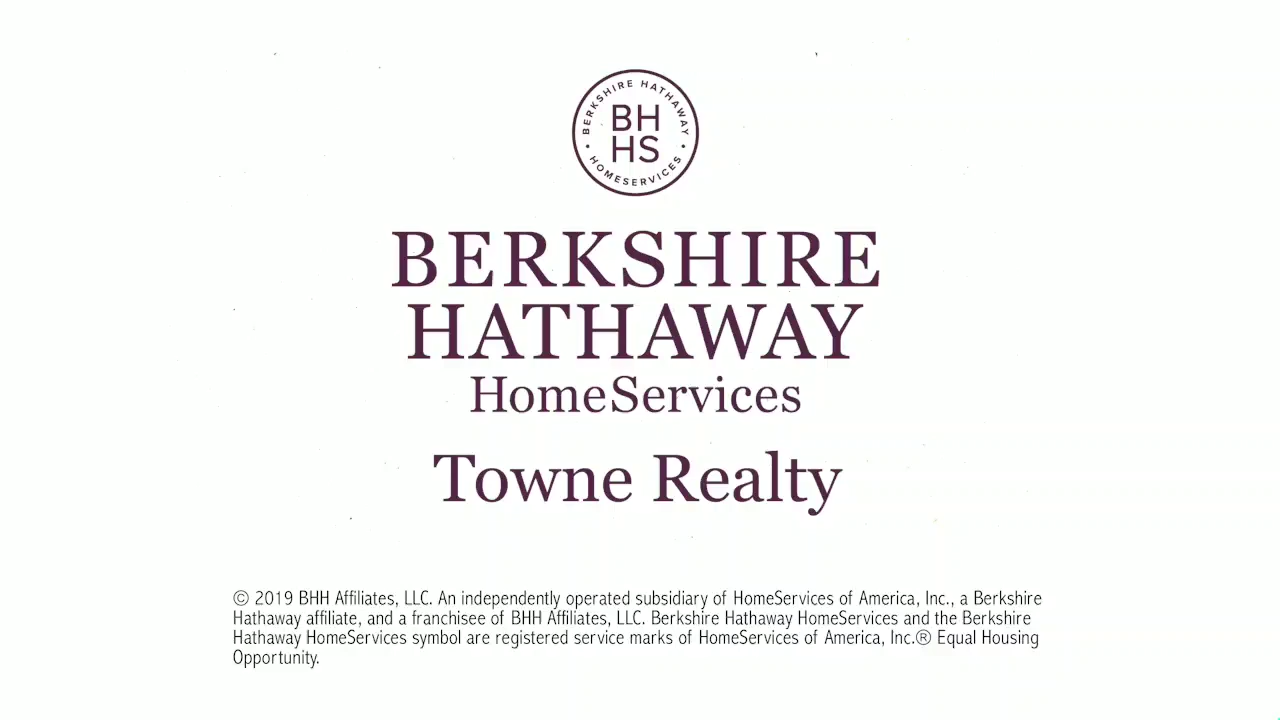 BERKSHIRE HATHAWAY
BH
HS
• HOMESERVICES •
BERKSHIRE
HATHAWAY
HomeServices
Towne Realty
Ⓒ 2019 BHH Affiliates, LLC. An independently operated subsidiary of HomeServices of America, Inc., a Berkshire
Hathaway affiliate, and a franchisee of BHH Affiliates, LLC. Berkshire Hathaway HomeServices and the Berkshire
Hathaway HomeServices symbol are registered service marks of HomeServices of America, Inc.® Equal Housing
Opportunity.